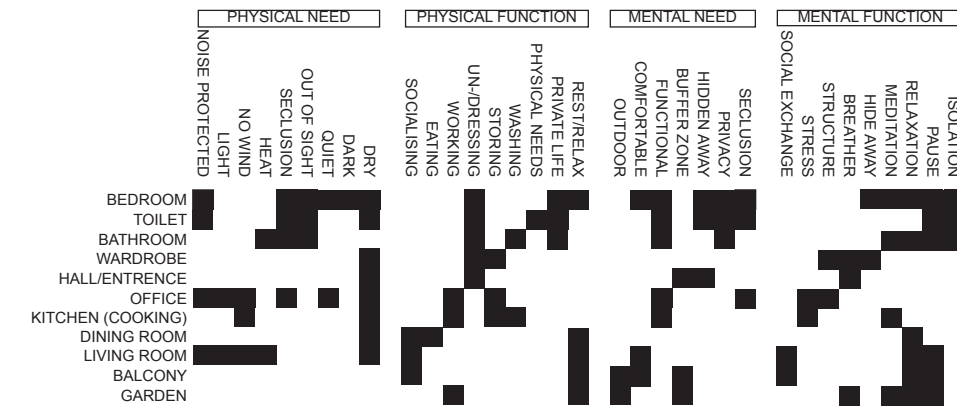 PHYSICAL NEED
PHYSICAL FUNCTION
MENTAL NEED
MENTAL FUNCTION
NOISE PROTECTED
LIGHT
NO WIND
HEAT
SECLUSION
OUT OF SIGHT
QUIET
DARK
DRY
SOCIALISING
EATING
WORKING
UN-/DRESSING
STORING
WASHING
PHYSICAL NEEDS
PRIVATE LIFE
REST/RELAX
OUTDOOR
COMFORTABLE
FUNCTIONAL
BUFFER ZONE
HIDDEN AWAY
PRIVACY
SECLUSION
SOCIAL EXCHANGE
STRESS
STRUCTURE
BREATHER
HIDE AWAY
MEDITATION
RELAXATION
PAUSE
ISOLATION
BEDROOM
TOILET
BATHROOM
WARDROBE
HALL/ENTRENCE
OFFICE
KITCHEN (COOKING)
DINING ROOM
LIVING ROOM
BALCONY
GARDEN